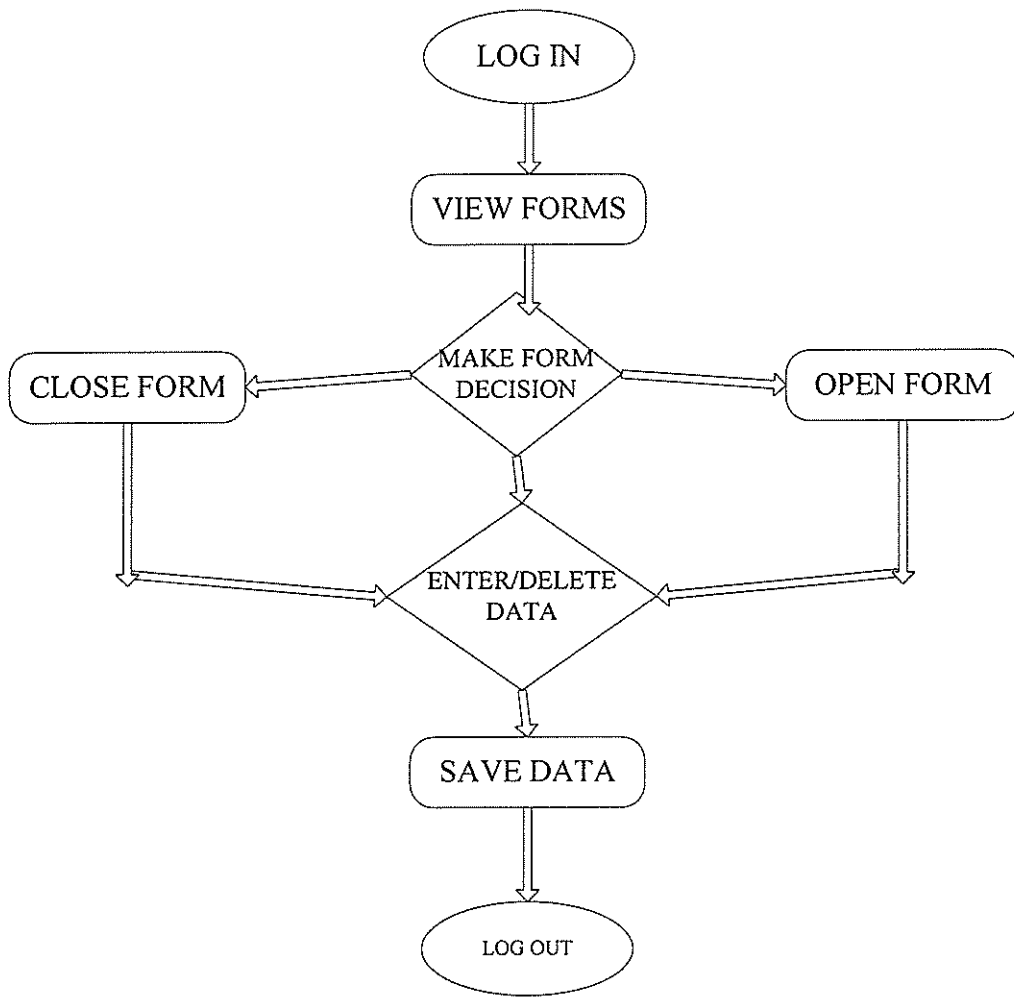 LOG IN
VIEW FORMS
MAKE FORM
DECISION
CLOSE FORM
OPEN FORM
ENTER/DELETE
DATA
SAVE DATA
LOG OUT